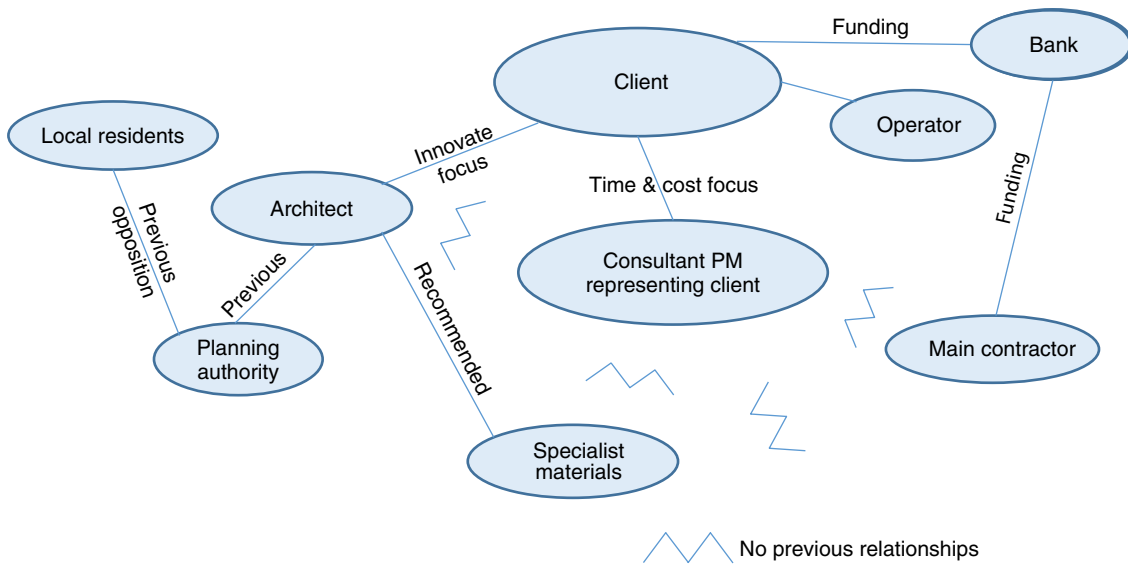 Funding
Bank
Client
Operator
Local residents
Innovate
focus
Time & cost focus
Funding
Architect
Previous
opposition
Consultant PM
representing client
Previous
Recommended
Planning
authority
Main contractor
Specialist
materials
No previous relationships